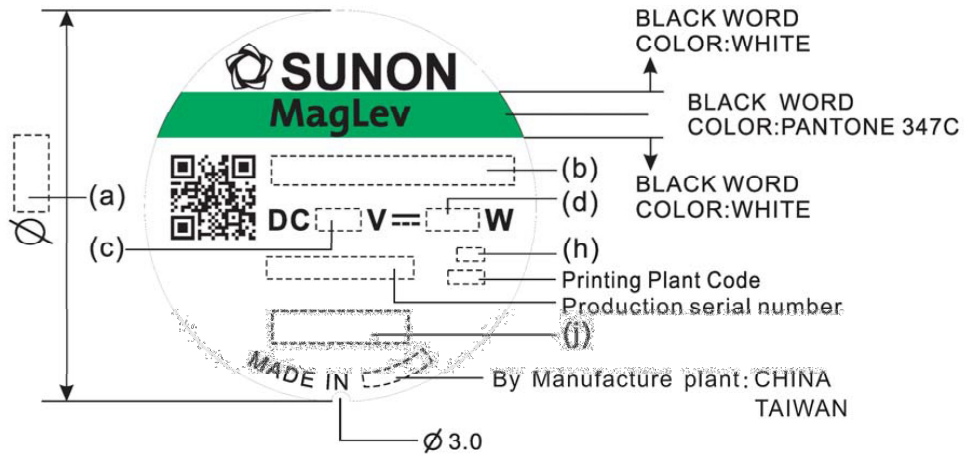 BLACK WORD
COLOR:WHITE
SUNON
MagLev
BLACK WORD
COLOR:PANTONE 347C
(a)
(b)
BLACK WORD
COLOR:WHITE
(d)
DC V W
(c)
(h)
Printing Plant Code
Production serial number
(j)
MADE IN
By Manufacture plant: CHINA
TAIWAN
Ø
Ø 3.0